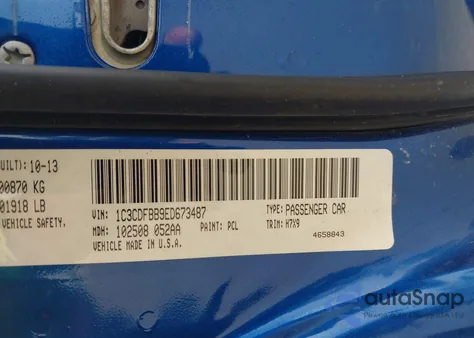 UILT): 10-13
00870 KG
01918 LB
VEHICLE SAFETY,
VIN: 1C3CDFBB9ED673487
TYPE: PASSENGER CAR
MDH: 102508 052AA
PAINT: PCL
TRIM: H7X9
VEHICLE MADE IN U.S.A.
4658843
autoSnap